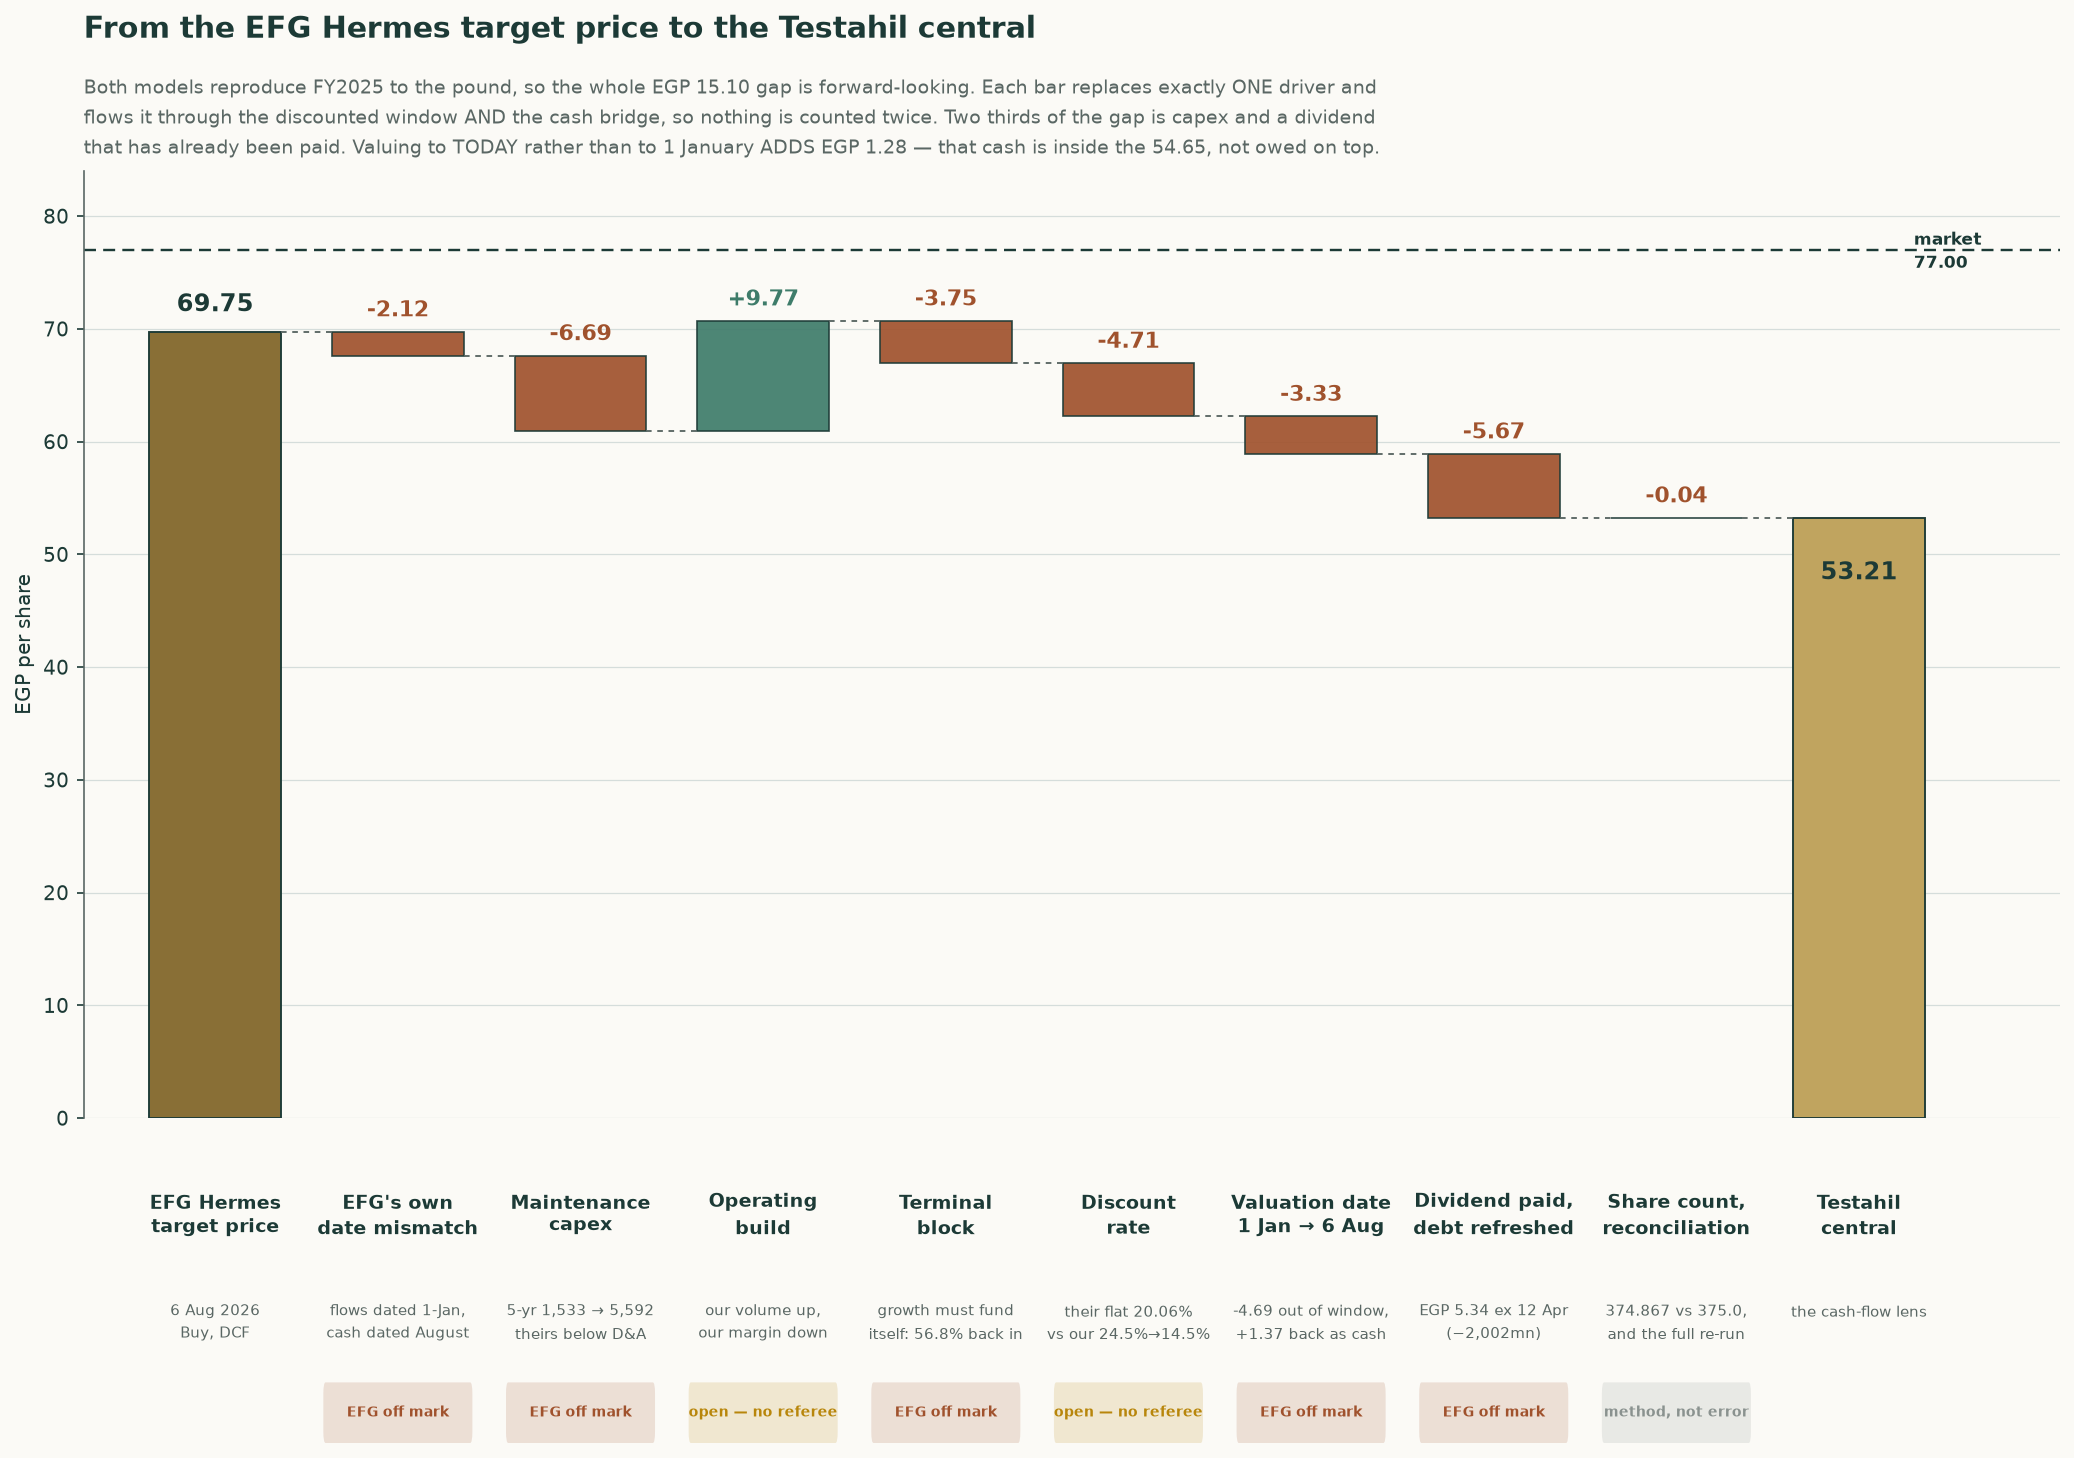 From the EFG Hermes target price to the Testahil central
Both models reproduce FY2025 to the pound, so the whole EGP 15.10 gap is forward-looking. Each bar replaces exactly ONE driver and
flows it through the discounted window AND the cash bridge, so nothing is counted twice. Two thirds of the gap is capex and a dividend
that has already been paid. Valuing to TODAY rather than to 1 January ADDS EGP 1.28 — that cash is inside the 54.65, not owed on top.
EGP per share
80
70
60
50
40
30
20
10
0
market
77.00
69.75
-2.12
-6.69
+9.77
-3.75
-4.71
-3.33
-5.67
-0.04
53.21
EFG Hermes
target price
6 Aug 2026
Buy, DCF
EFG's own
date mismatch
flows dated 1-Jan,
cash dated August
EFG off mark
Maintenance
capex
5-yr 1,533 → 5,592
theirs below D&A
EFG off mark
Operating
build
our volume up,
our margin down
open — no referee
Terminal
block
growth must fund
itself: 56.8% back in
EFG off mark
Discount
rate
their flat 20.06%
vs our 24.5%→14.5%
open — no referee
Valuation date
1 Jan → 6 Aug
-4.69 out of window,
+1.37 back as cash
EFG off mark
Dividend paid,
debt refreshed
EGP 5.34 ex 12 Apr
(−2,002mn)
EFG off mark
Share count,
reconciliation
374.867 vs 375.0,
and the full re-run
method, not error
Testahil
central
the cash-flow lens